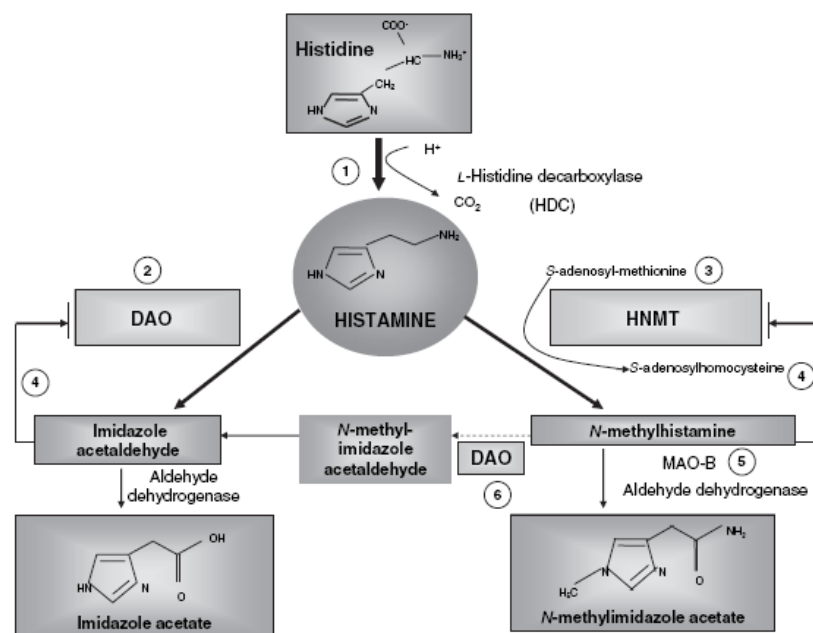 COO-
Histidine
HC
NH3+
CH2
HN
N
1
H+
L-Histidine decarboxylase
CO2
(HDC)
NH2
HN
N
HISTAMINE
2
DAO
S-adenosyl-methionine
3
HNMT
S-adenosylhomocysteine
4
4
Imidazole
acetaldehyde
N-methyl-
imidazole
acetaldehyde
N-methylhistamine
DAO
6
MAO-B
5
Aldehyde
dehydrogenase
Aldehyde dehydrogenase
OH
HN
N
O
Imidazole acetate
NH2
N
N
H3C
O
N-methylimidazole acetate